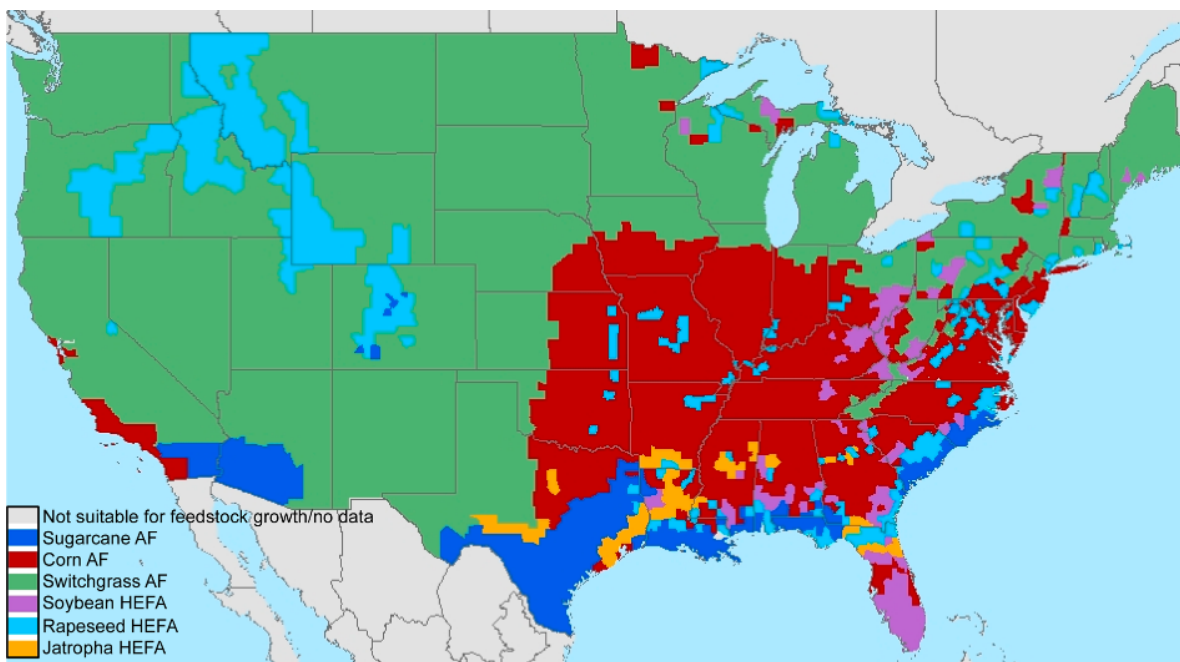 Not suitable for feedstock growth/no data
Sugarcane AF
Corn AF
Switchgrass AF
Soybean HEFA
Rapeseed HEFA
Jatropha HEFA